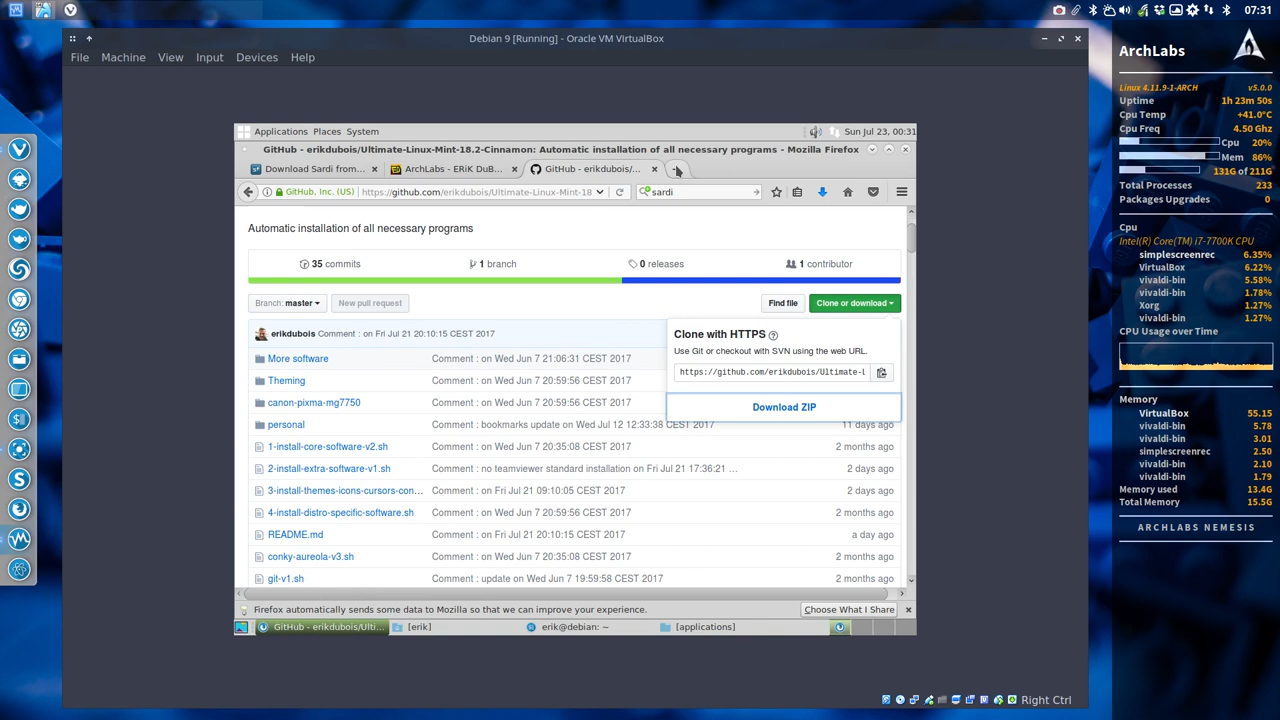 07:31
Debian 9 [Running] - Oracle VM VirtualBox
File Machine View Input Devices Help
Applications Places System
Sun Jul 23, 00:31
GitHub - erikdubois/Ultimate-Linux-Mint-18.2-Cinnamon: Automatic installation of all necessary programs - Mozilla Firefox
Download Sardi from...
ArchLabs - ERiK DuB...
GitHub - erikdubois/...
GitHub, Inc. (US)
https://github.com/erikdubois/Ultimate-Linux-Mint-18
sardi
Automatic installation of all necessary programs
35 commits
1 branch
0 releases
1 contributor
Branch: master
New pull request
Find file
Clone or download
erikdubois Comment : on Fri Jul 21 20:10:15 CEST 2017
Clone with HTTPS
Use Git or checkout with SVN using the web URL.
https://github.com/erikdubois/Ultimate-L
Download ZIP
More software Comment : on Wed Jun 7 21:06:31 CEST 2017
Theming Comment : on Wed Jun 7 20:59:56 CEST 2017
canon-pixma-mg7750 Comment : on Wed Jun 7 20:59:56 CEST 2017
personal Comment : bookmarks update on Wed Jul 12 12:33:38 CEST 2017 11 days ago
1-install-core-software-v2.sh Comment : on Wed Jun 7 20:35:08 CEST 2017 2 months ago
2-install-extra-software-v1.sh Comment : no teamviewer standard installation on Fri Jul 21 17:36:21 … 2 days ago
3-install-themes-icons-cursors-con… Comment : on Fri Jul 21 09:10:05 CEST 2017 2 days ago
4-install-distro-specific-software.sh Comment : on Wed Jun 7 20:59:56 CEST 2017 2 months ago
README.md Comment : on Fri Jul 21 20:10:15 CEST 2017 a day ago
conky-aureola-v3.sh Comment : on Wed Jun 7 20:35:08 CEST 2017 2 months ago
git-v1.sh Comment : update on Wed Jun 7 19:59:58 CEST 2017 2 months ago
Firefox automatically sends some data to Mozilla so that we can improve your experience.
Choose What I Share
GitHub - erikdubois/Ulti...
[erik]
erik@debian: ~
[applications]
Right Ctrl
ArchLabs
Linux 4.11.9-1-ARCH v5.0.0
Uptime 1h 23m 50s
Cpu Temp +41.0°C
Cpu Freq 4.50 Ghz
Cpu 20%
Mem 86%
131G of 211G
Total Processes 233
Packages Upgrades 0
Cpu
Intel(R) Core(TM) i7-7700K CPU
simplescreenrec 6.35%
VirtualBox 6.22%
vivaldi-bin 5.58%
vivaldi-bin 1.78%
Xorg 1.27%
vivaldi-bin 1.27%
CPU Usage over Time
Memory
VirtualBox 55.15
vivaldi-bin 5.78
vivaldi-bin 3.01
simplescreenrec 2.50
vivaldi-bin 2.10
vivaldi-bin 1.79
Memory used 13.4G
Total Memory 15.5G
ARCHLABS NEMESIS